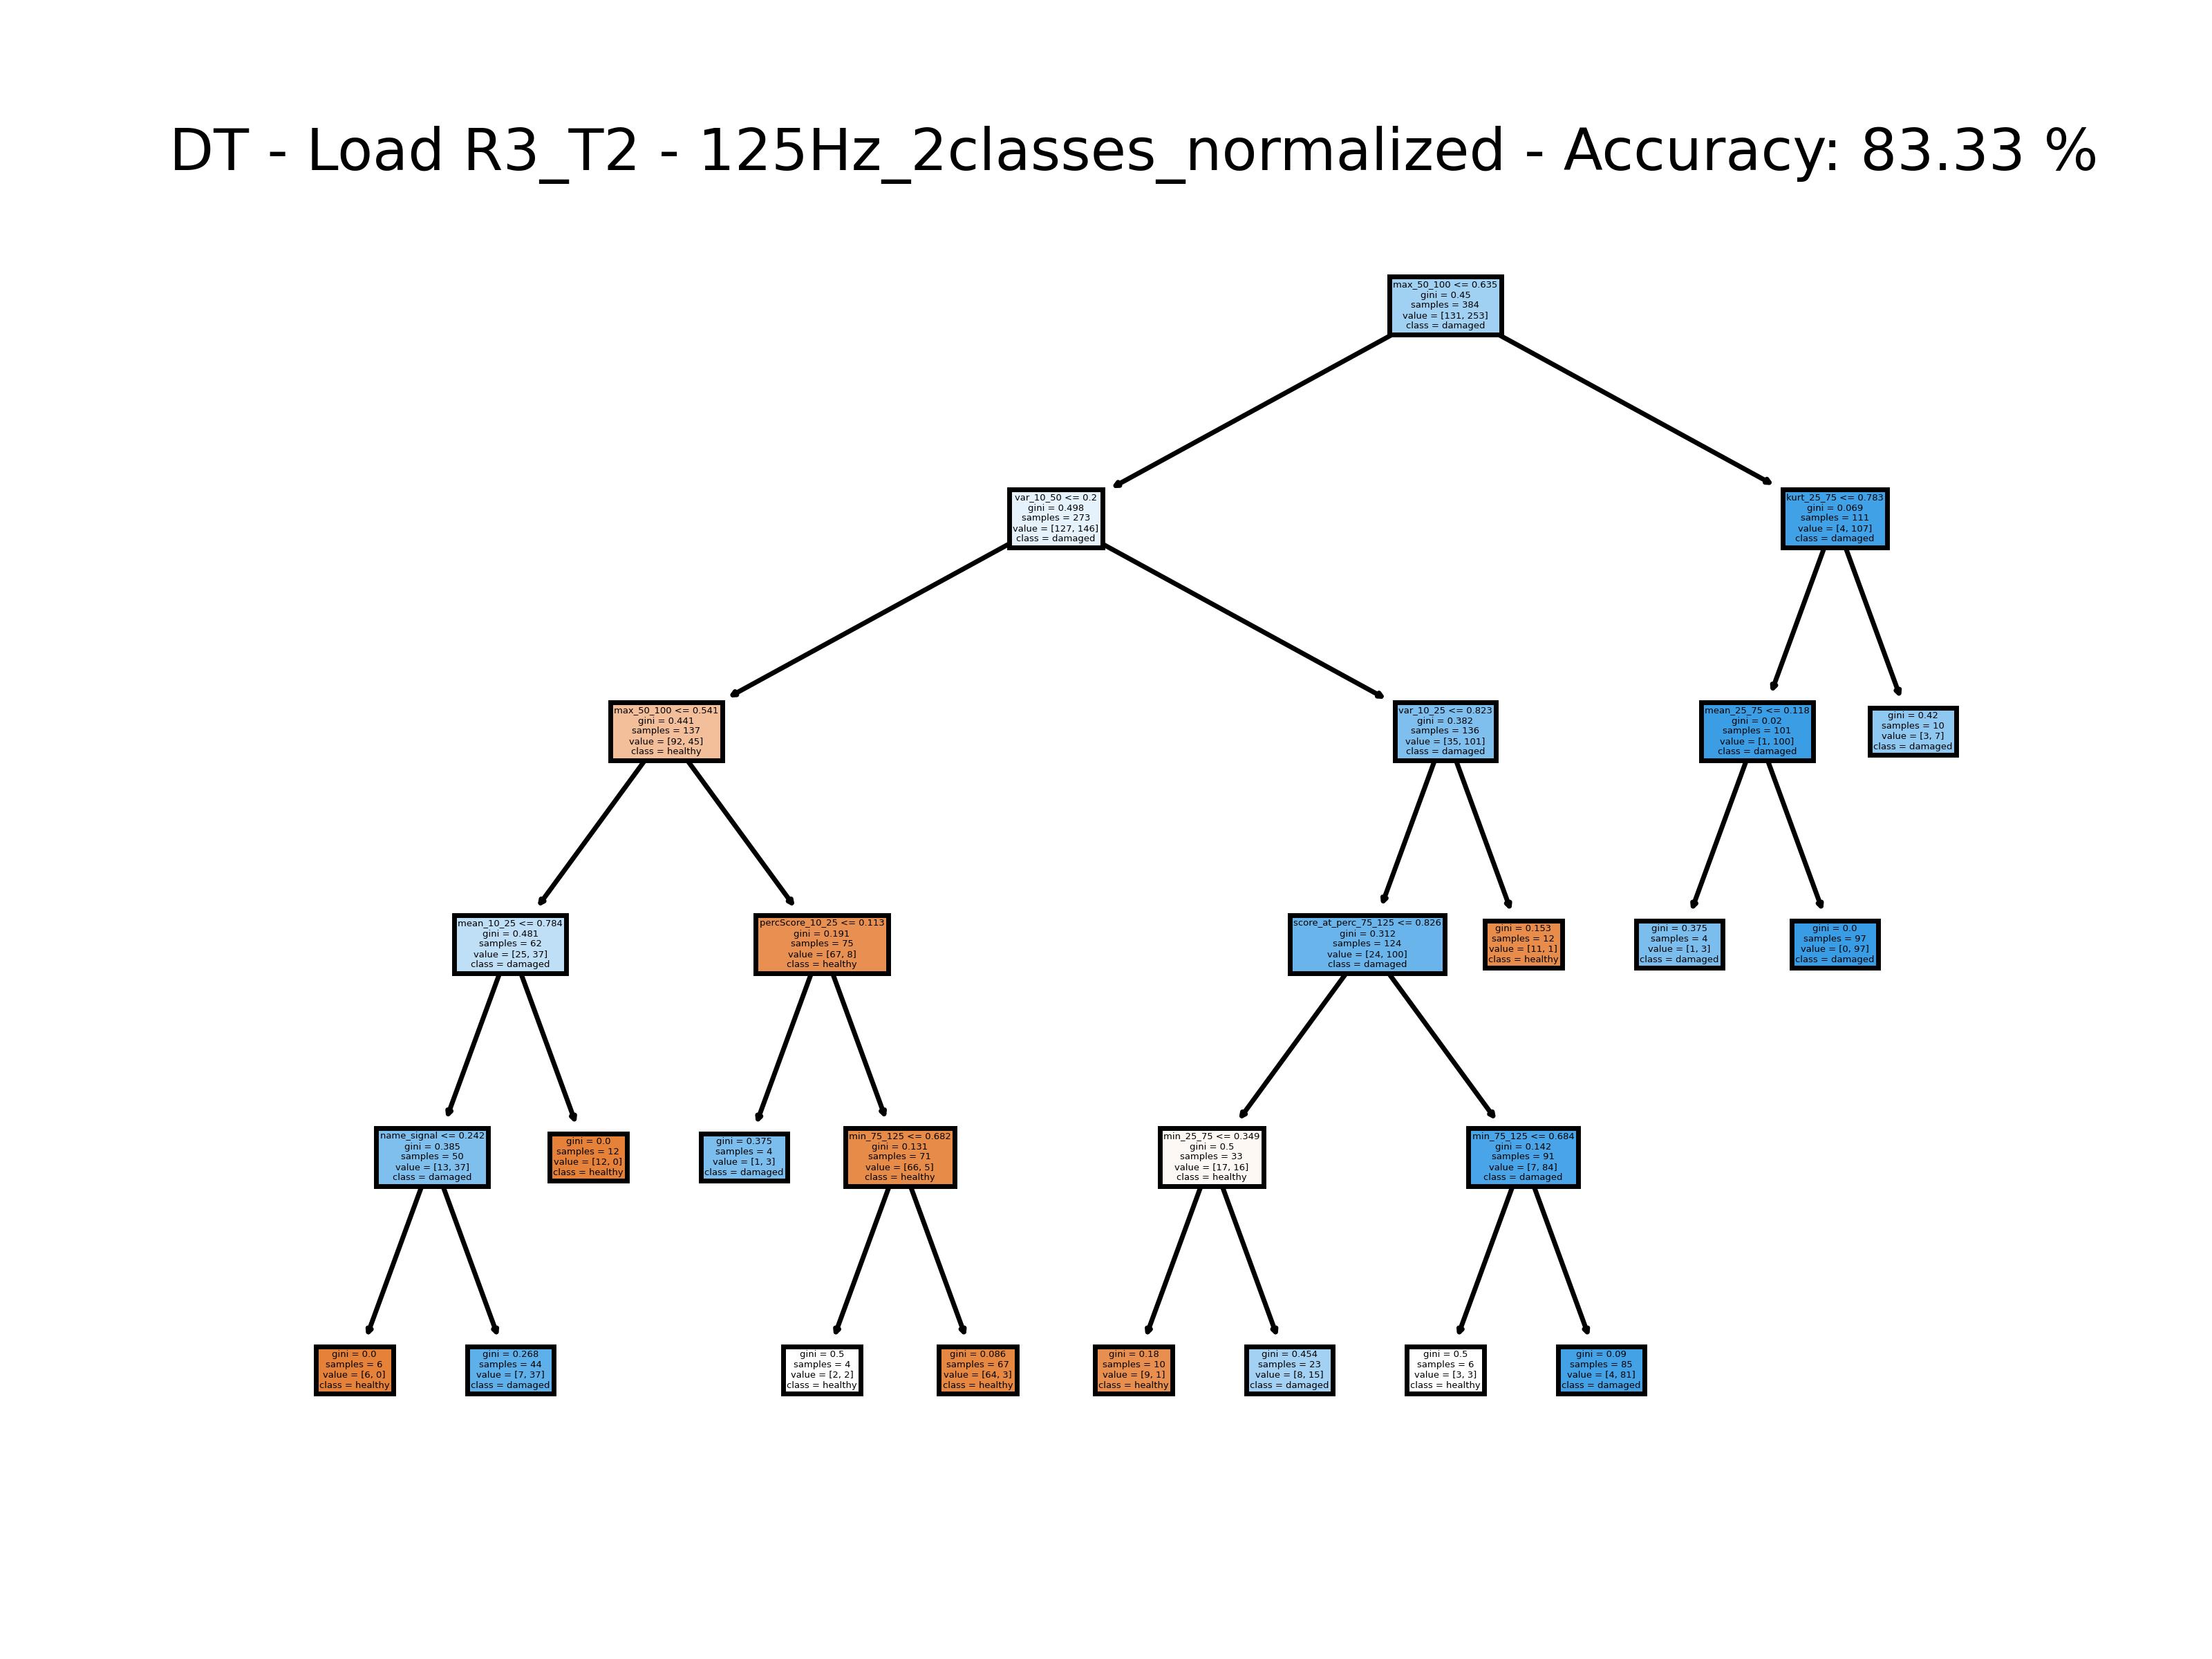 DT - Load R3_T2 - 125Hz_2classes_normalized - Accuracy: 83.33 %
max_50_100 <= 0.635
gini = 0.45
samples = 384
value = [131, 253]
class = damaged
var_10_50 <= 0.2
gini = 0.498
samples = 273
value = [127, 146]
class = damaged
kurt_25_75 <= 0.783
gini = 0.069
samples = 111
value = [4, 107]
class = damaged
max_50_100 <= 0.541
gini = 0.441
samples = 137
value = [92, 45]
class = healthy
var_10_25 <= 0.823
gini = 0.382
samples = 136
value = [35, 101]
class = damaged
mean_25_75 <= 0.118
gini = 0.02
samples = 101
value = [1, 100]
class = damaged
gini = 0.42
samples = 10
value = [3, 7]
class = damaged
mean_10_25 <= 0.784
gini = 0.481
samples = 62
value = [25, 37]
class = damaged
percScore_10_25 <= 0.113
gini = 0.191
samples = 75
value = [67, 8]
class = healthy
score_at_perc_75_125 <= 0.826
gini = 0.312
samples = 124
value = [24, 100]
class = damaged
gini = 0.153
samples = 12
value = [11, 1]
class = healthy
gini = 0.375
samples = 4
value = [1, 3]
class = damaged
gini = 0.0
samples = 97
value = [0, 97]
class = damaged
name_signal <= 0.242
gini = 0.385
samples = 50
value = [13, 37]
class = damaged
gini = 0.0
samples = 12
value = [12, 0]
class = healthy
gini = 0.375
samples = 4
value = [1, 3]
class = damaged
min_75_125 <= 0.682
gini = 0.131
samples = 71
value = [66, 5]
class = healthy
min_25_75 <= 0.349
gini = 0.5
samples = 33
value = [17, 16]
class = healthy
min_75_125 <= 0.684
gini = 0.142
samples = 91
value = [7, 84]
class = damaged
gini = 0.0
samples = 6
value = [6, 0]
class = healthy
gini = 0.268
samples = 44
value = [7, 37]
class = damaged
gini = 0.5
samples = 4
value = [2, 2]
class = healthy
gini = 0.086
samples = 67
value = [64, 3]
class = healthy
gini = 0.18
samples = 10
value = [9, 1]
class = healthy
gini = 0.454
samples = 23
value = [8, 15]
class = damaged
gini = 0.5
samples = 6
value = [3, 3]
class = healthy
gini = 0.09
samples = 85
value = [4, 81]
class = damaged